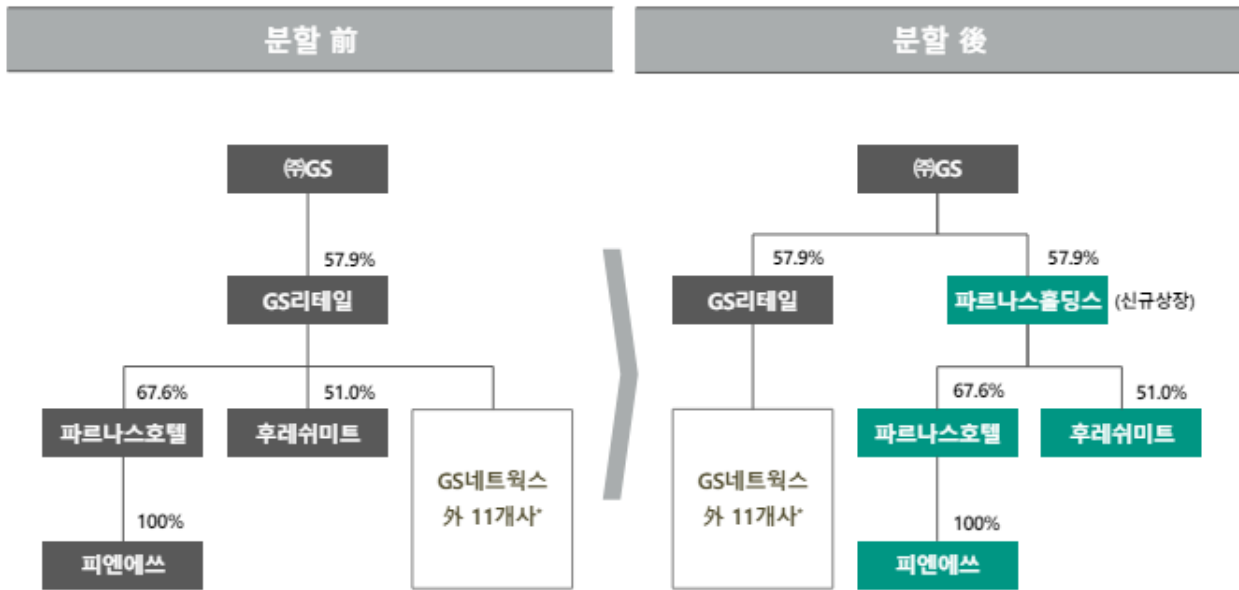 분할 前
분할 後
㈜GS
57.9%
GS리테일
67.6%
51.0%
파르나스호텔
후레쉬미트
GS네트웍스
外 11개사*
100%
피엔에쓰
㈜GS
57.9%
57.9%
GS리테일
파르나스홀딩스
(신규상장)
67.6%
51.0%
GS네트웍스
外 11개사*
파르나스호텔
후레쉬미트
100%
피엔에쓰